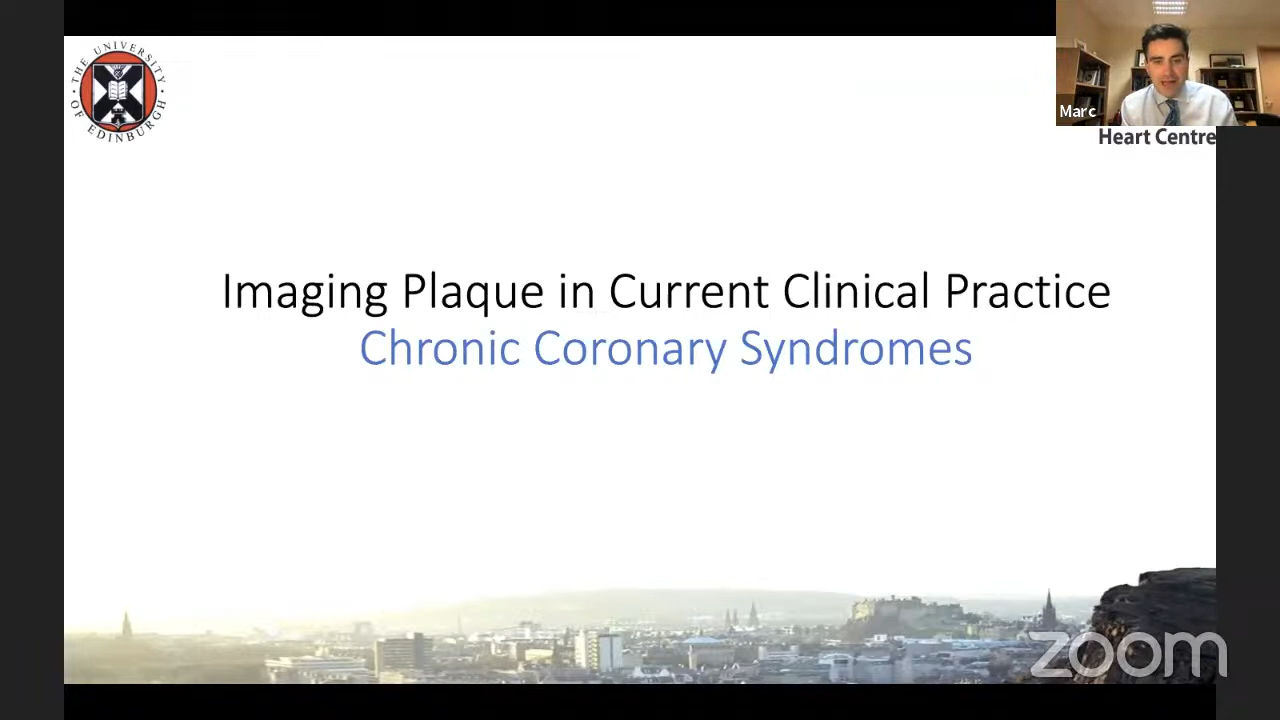 THE UNIVERSITY OF EDINBURGH
Marc
Heart Centre
Imaging Plaque in Current Clinical Practice
Chronic Coronary Syndromes
zoom